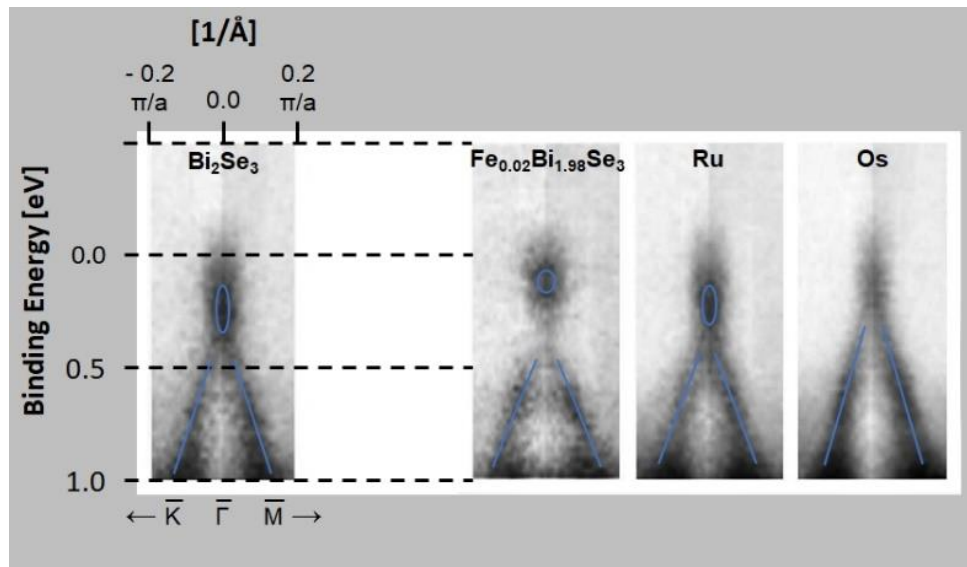 [1/Å]
- 0.2 0.2
π/a 0.0 π/a
Bi₂Se₃ Fe₀.₀₂Bi₁.₉₈Se₃ Ru Os
Binding Energy [eV]
0.0
0.5
1.0
← K̅ Γ̅ M̅ →